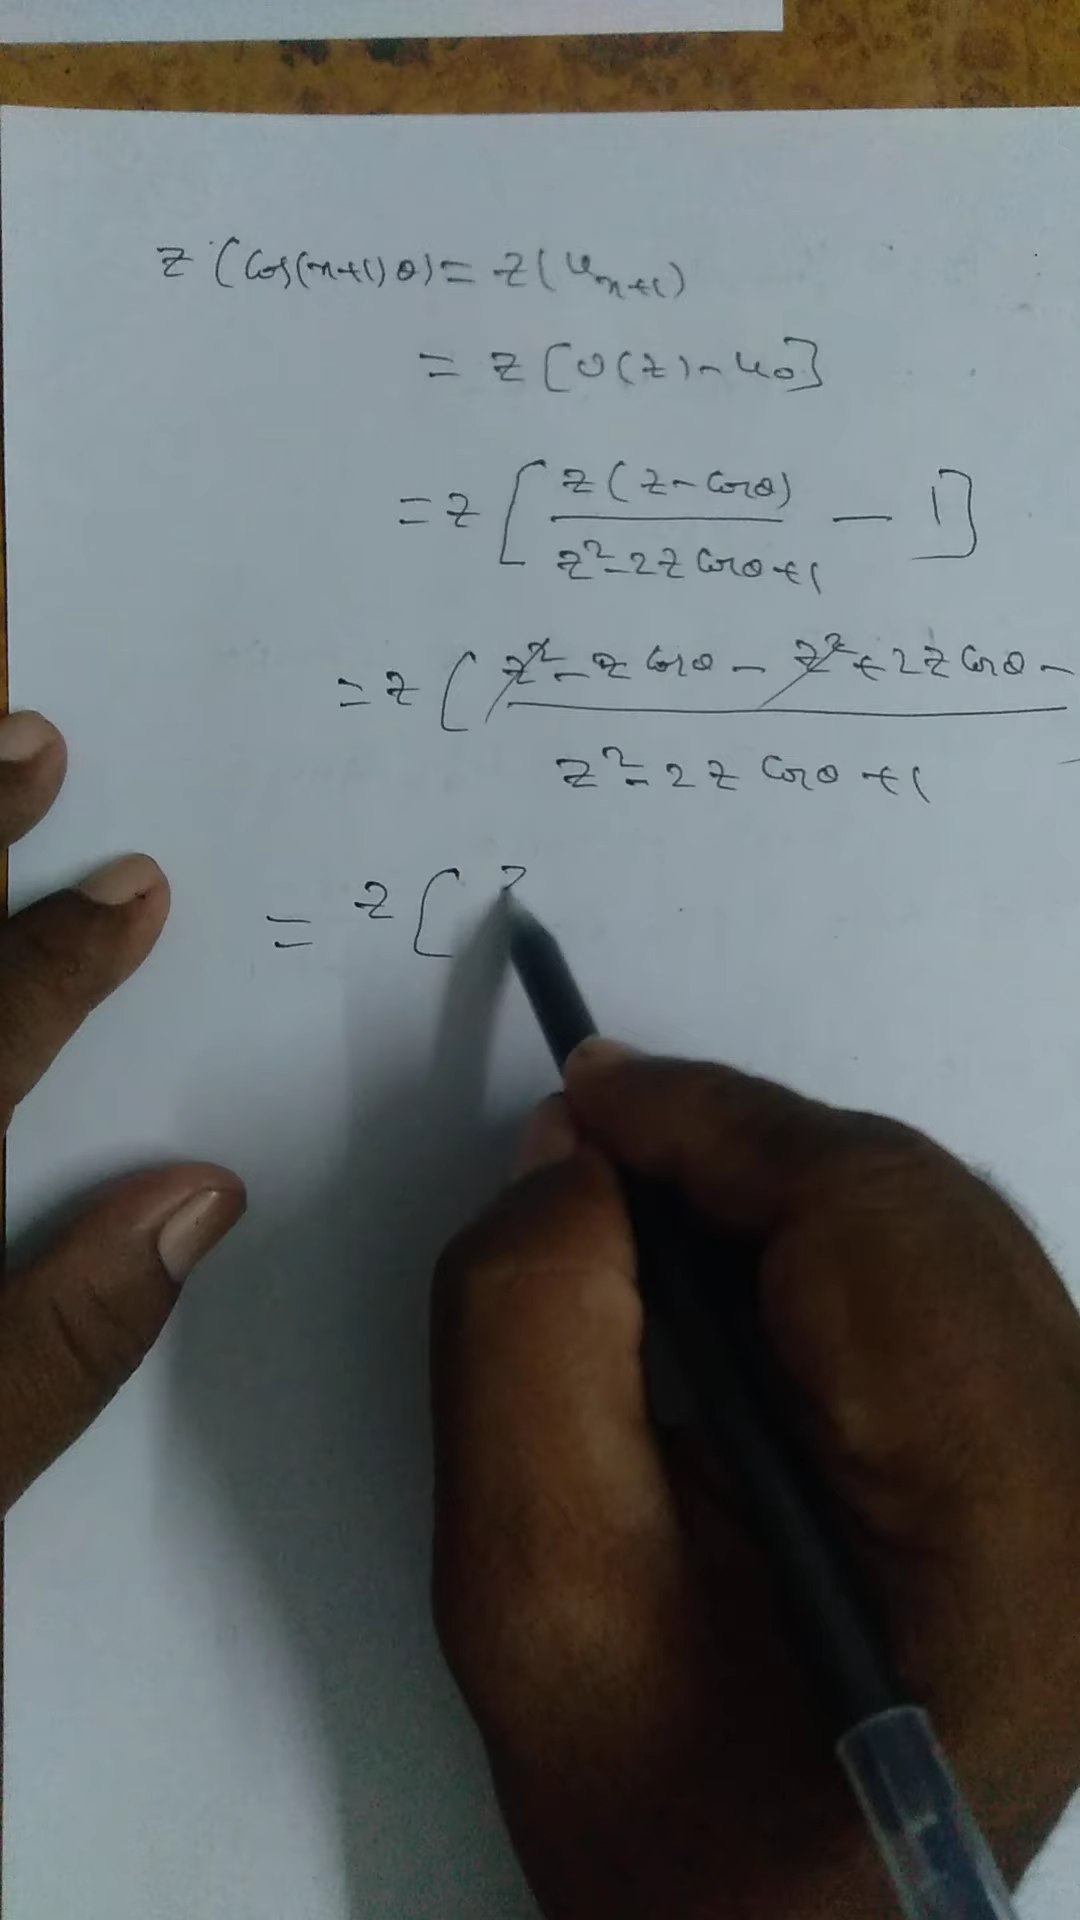 z (cos(n+1)θ) = z(u_{n+1})
= z [U(z) - u_0]
= z [ z(z - cosθ) / z² - 2z cosθ + 1 - 1 ]
= z ( z² - z cosθ - z² + 2z cosθ - / z² - 2z cosθ + 1
= z [ z